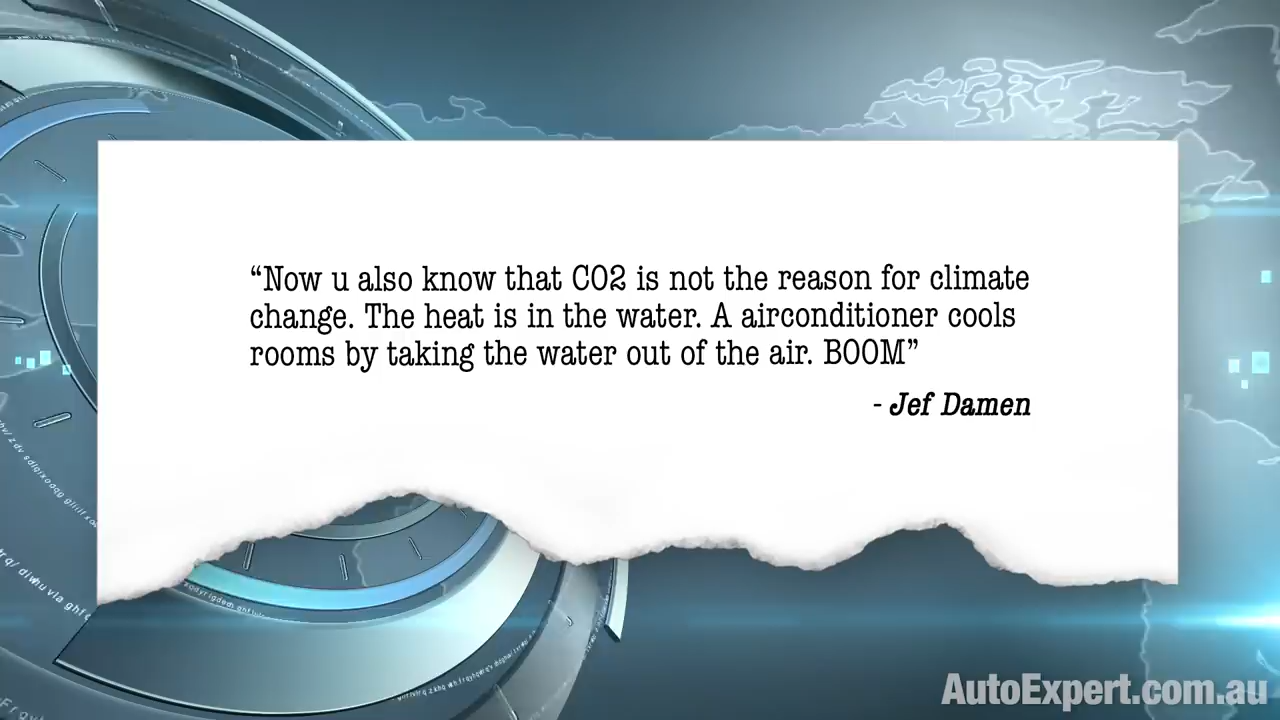 “Now u also know that CO2 is not the reason for climate
change. The heat is in the water. A airconditioner cools
rooms by taking the water out of the air. BOOM”
- Jef Damen
AutoExpert.com.au